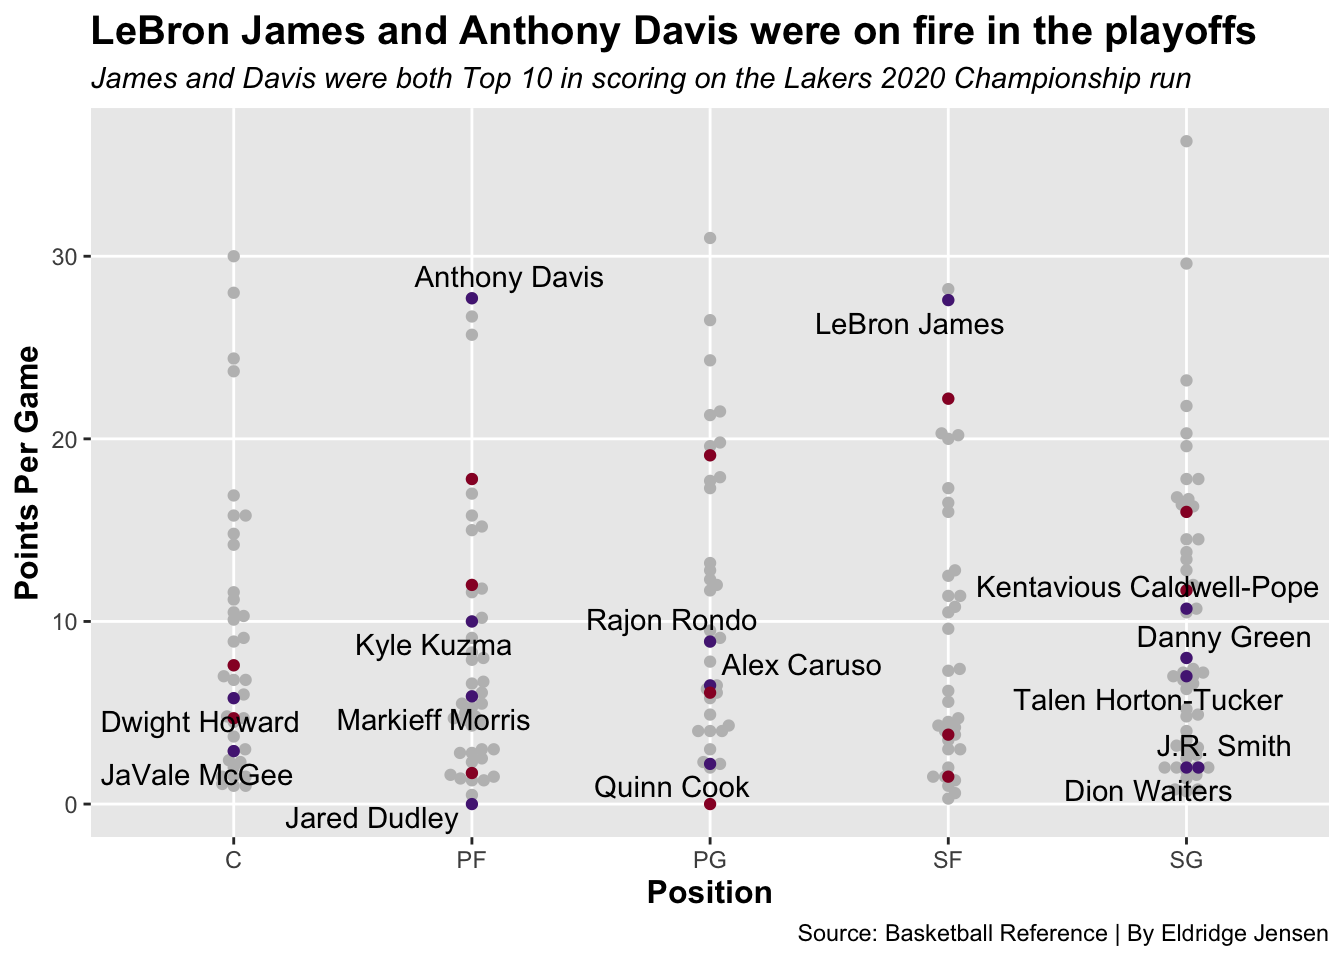 LeBron James and Anthony Davis were on fire in the playoffs
James and Davis were both Top 10 in scoring on the Lakers 2020 Championship run
Points Per Game
30
20
10
0
Anthony Davis
LeBron James
Kentavious Caldwell-Pope
Rajon Rondo
Danny Green
Kyle Kuzma
Alex Caruso
Talen Horton-Tucker
Dwight Howard
Markieff Morris
J.R. Smith
JaVale McGee
Quinn Cook
Dion Waiters
Jared Dudley
C
PF
PG
SF
SG
Position
Source: Basketball Reference | By Eldridge Jensen